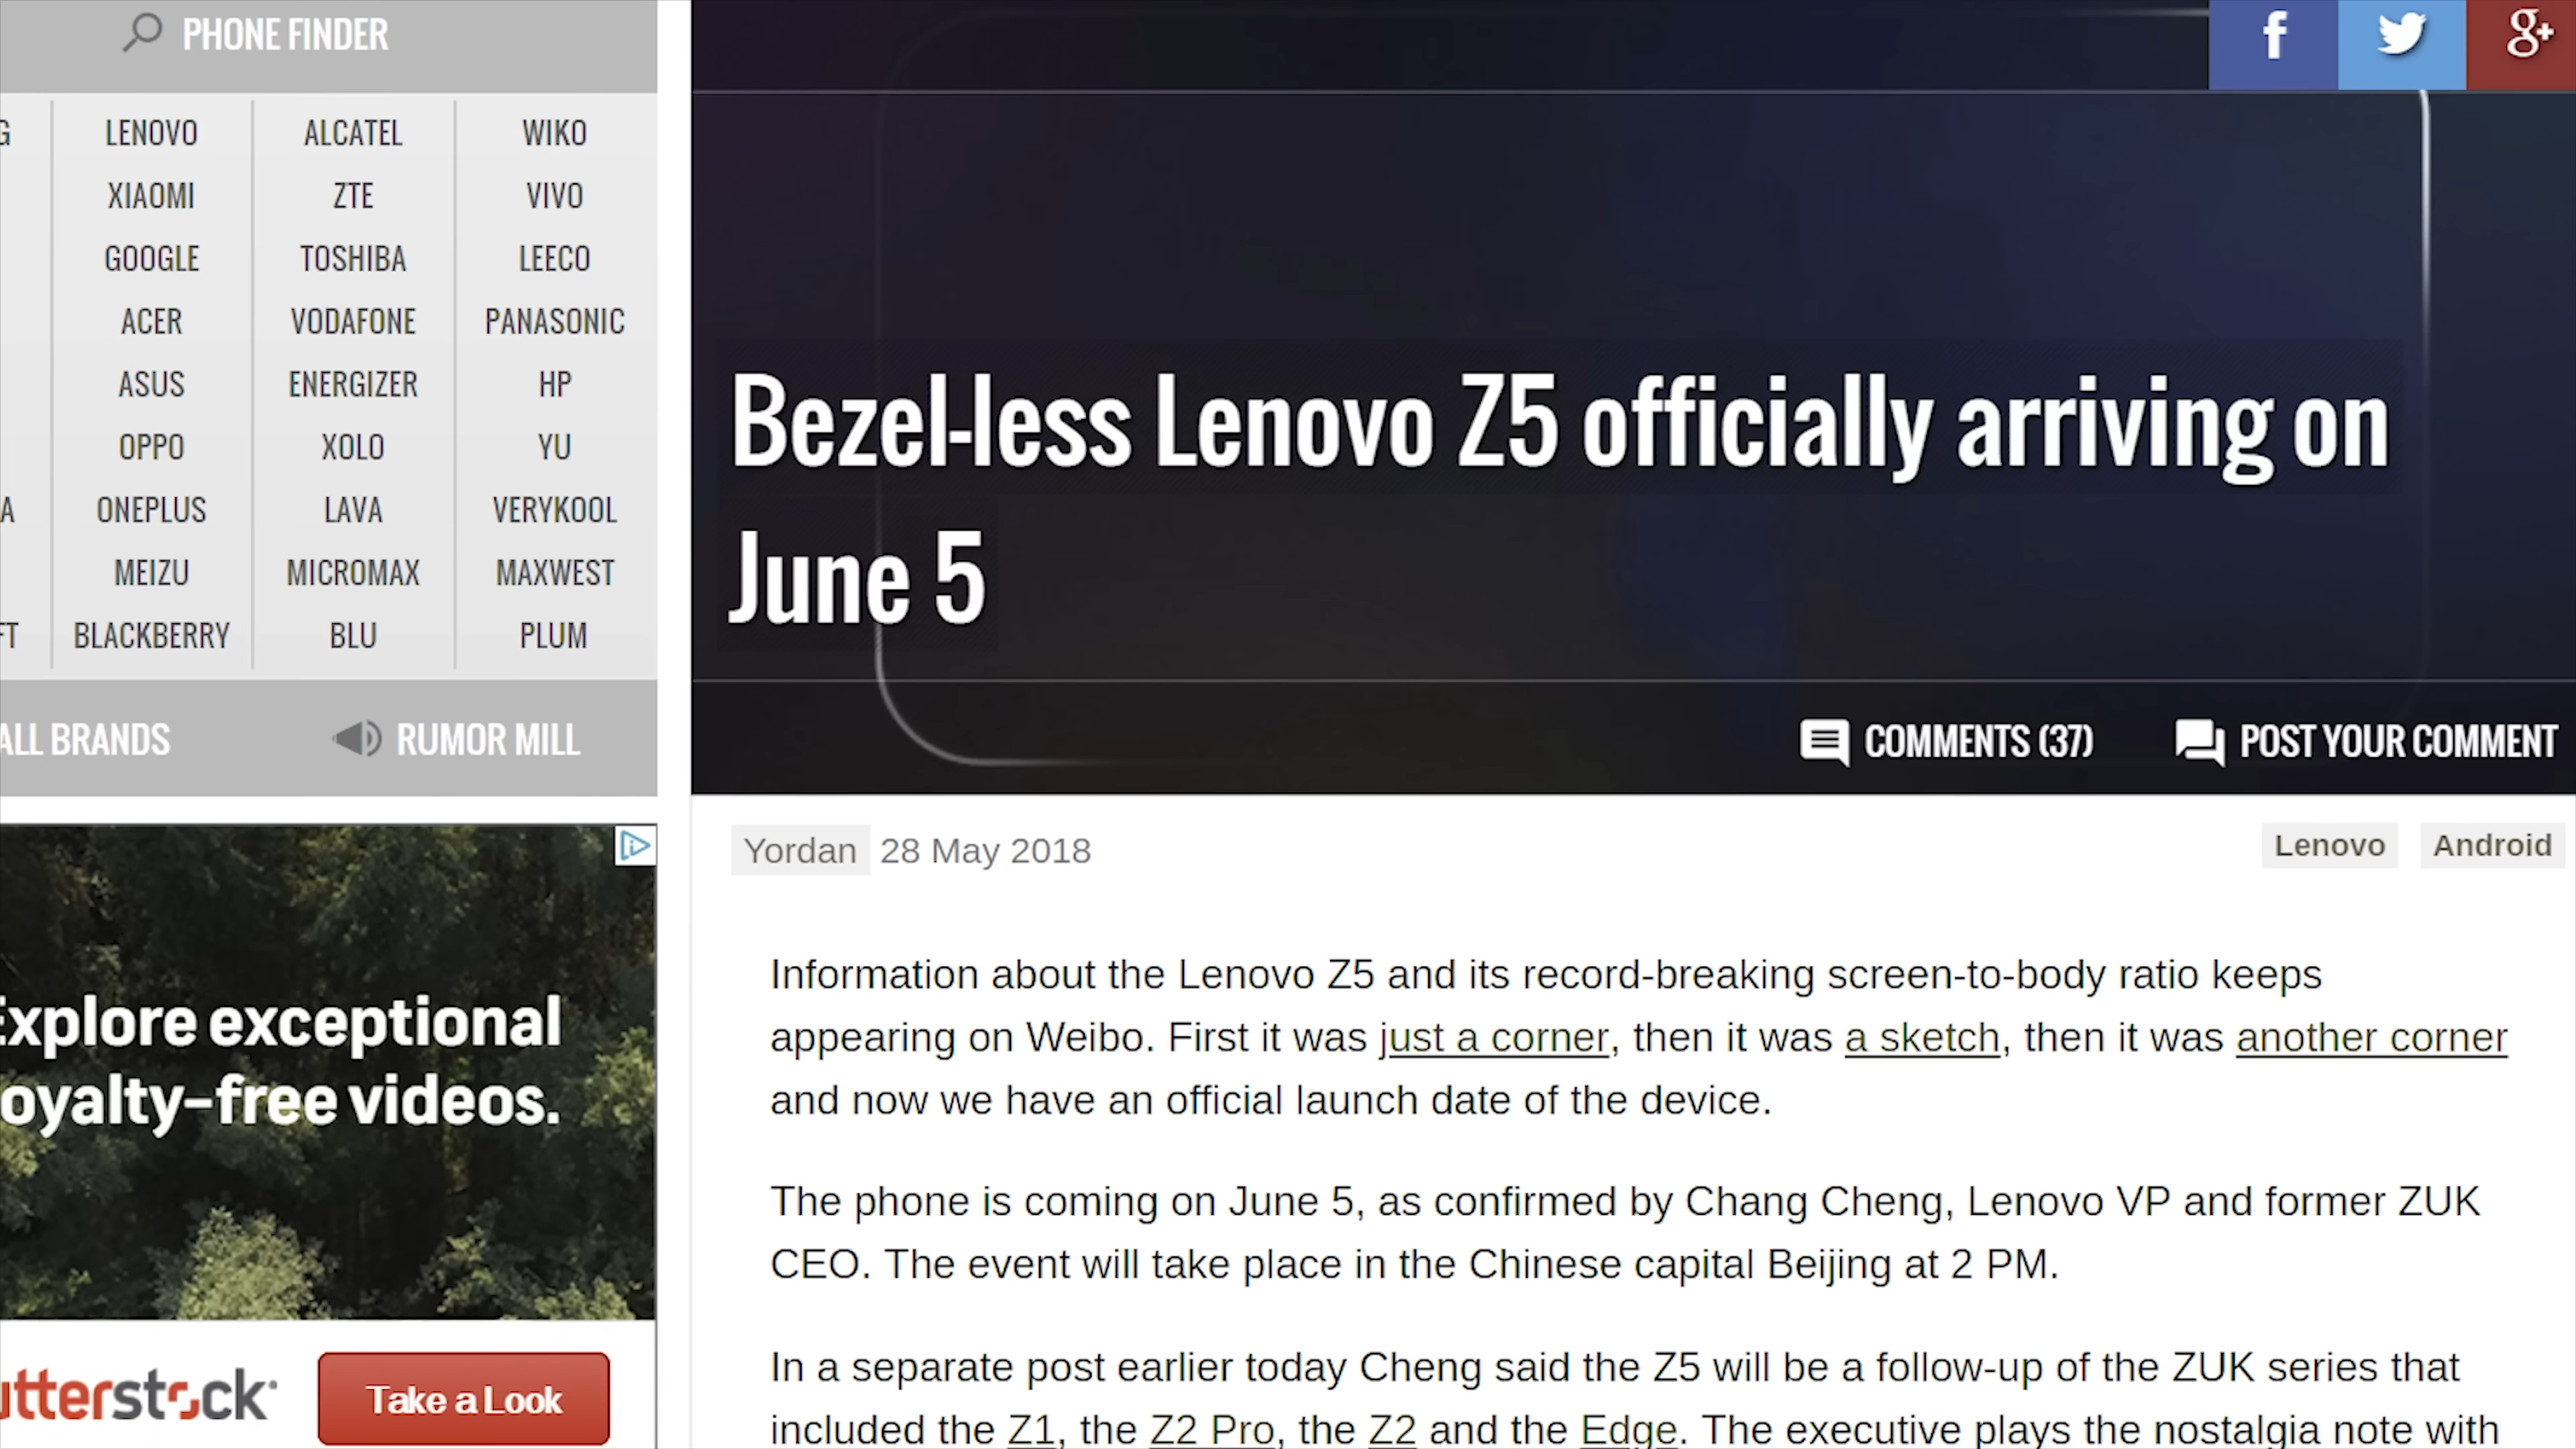 PHONE FINDER
LENOVO ALCATEL WIKO
XIAOMI ZTE VIVO
GOOGLE TOSHIBA LEECO
ACER VODAFONE PANASONIC
ASUS ENERGIZER HP
OPPO XOLO YU
ONEPLUS LAVA VERYKOOL
MEIZU MICROMAX MAXWEST
BLACKBERRY BLU PLUM
ALL BRANDS RUMOR MILL
Explore exceptional
oyalty-free videos.
utterstock
Take a Look
f g+
Bezel-less Lenovo Z5 officially arriving on
June 5
COMMENTS (37) POST YOUR COMMENT
Yordan 28 May 2018 Lenovo Android
Information about the Lenovo Z5 and its record-breaking screen-to-body ratio keeps
appearing on Weibo. First it was just a corner, then it was a sketch, then it was another corner
and now we have an official launch date of the device.
The phone is coming on June 5, as confirmed by Chang Cheng, Lenovo VP and former ZUK
CEO. The event will take place in the Chinese capital Beijing at 2 PM.
In a separate post earlier today Cheng said the Z5 will be a follow-up of the ZUK series that
included the Z1, the Z2 Pro, the Z2 and the Edge. The executive plays the nostalgia note with